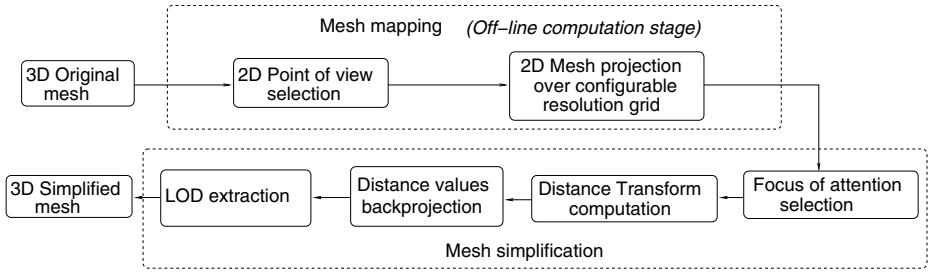 Mesh mapping (Off-line computation stage)
3D Original
mesh
2D Point of view
selection
2D Mesh projection
over configurable
resolution grid
3D Simplified
mesh
LOD extraction
Distance values
backprojection
Distance Transform
computation
Focus of attention
selection
Mesh simplification